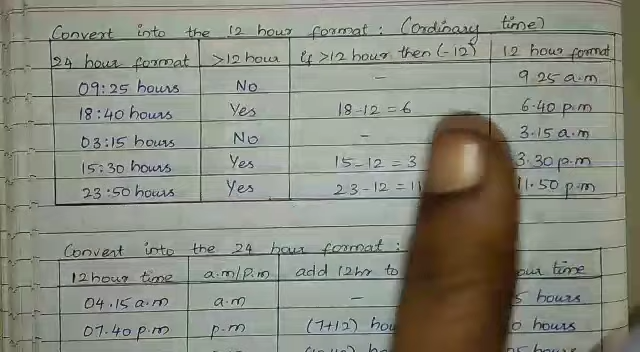 Convert into the 12 hour format: (ordinary time)
24 hour format >12 hour if >12 hour then (-12) 12 hour format
09:25 hours No - 9 25 a.m
18:40 hours Yes 18-12=6 6.40 p.m
03:15 hours No - 3.15 a.m
15:30 hours Yes 15-12=3 3.30 p.m
23:50 hours Yes 23-12=11 11.50 p.m
Convert into the 24 hour format:
12 hour time a.m/p.m add 12hr to time
04.15 a.m a.m - hours
07.40 p.m p.m (7+12) hours
hours